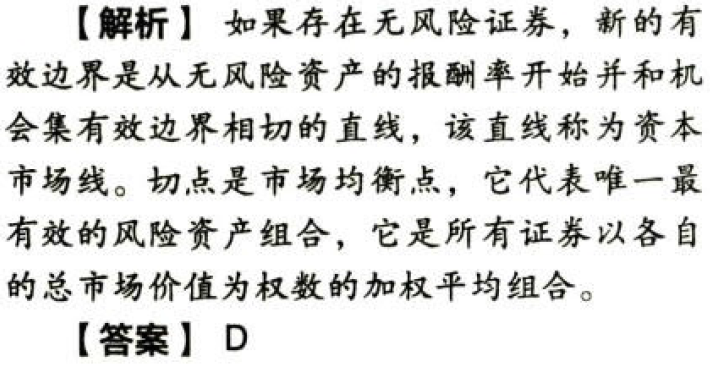 【解析】 如果存在无风险证券，新的有
效边界是从无风险资产的报酬率开始并和机
会集有效边界相切的直线，该直线称为资本
市场线。切点是市场均衡点，它代表唯一最
有效的风险资产组合，它是所有证券以各自
的总市场价值为权数的加权平均组合。
【答案】 D